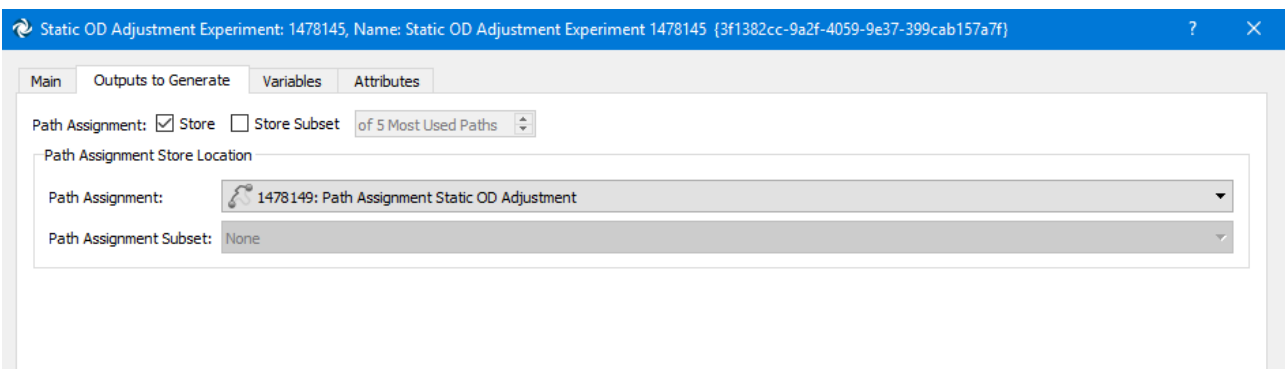 Static OD Adjustment Experiment: 1478145, Name: Static OD Adjustment Experiment 1478145 {3f1382cc-9a2f-4059-9e37-399cab157a7f}
?
Main Outputs to Generate Variables Attributes
Path Assignment: Store Store Subset of 5 Most Used Paths
Path Assignment Store Location
Path Assignment: 1478149: Path Assignment Static OD Adjustment
Path Assignment Subset: None